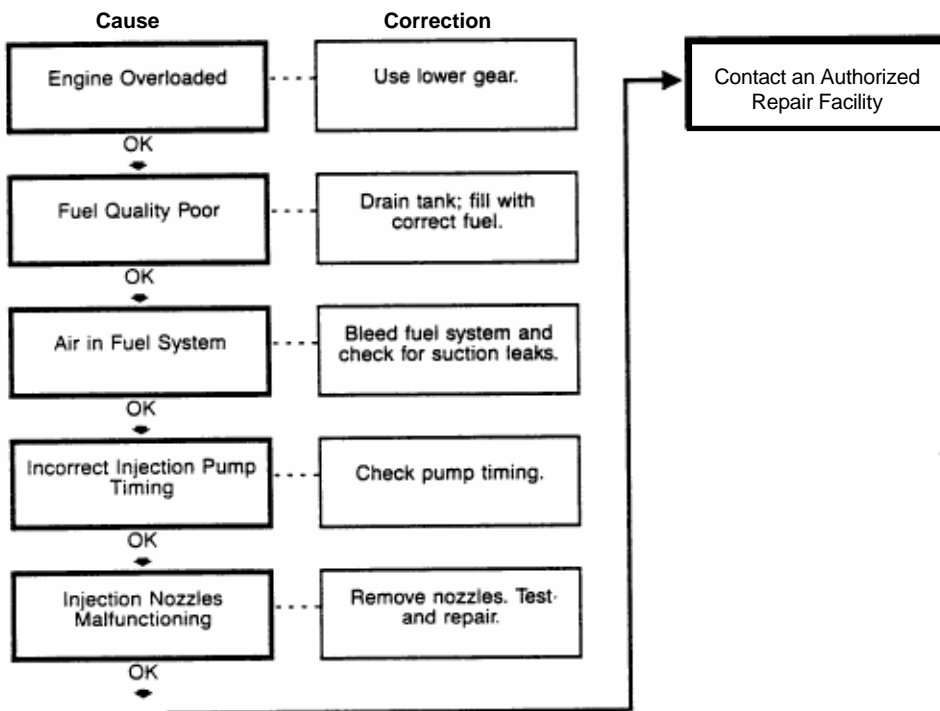 Cause
Correction
Engine Overloaded
Use lower gear.
Contact an Authorized
Repair Facility
OK
Fuel Quality Poor
Drain tank; fill with
correct fuel.
OK
Air in Fuel System
Bleed fuel system and
check for suction leaks.
OK
Incorrect Injection Pump
Timing
Check pump timing.
OK
Injection Nozzles
Malfunctioning
Remove nozzles. Test
and repair.
OK